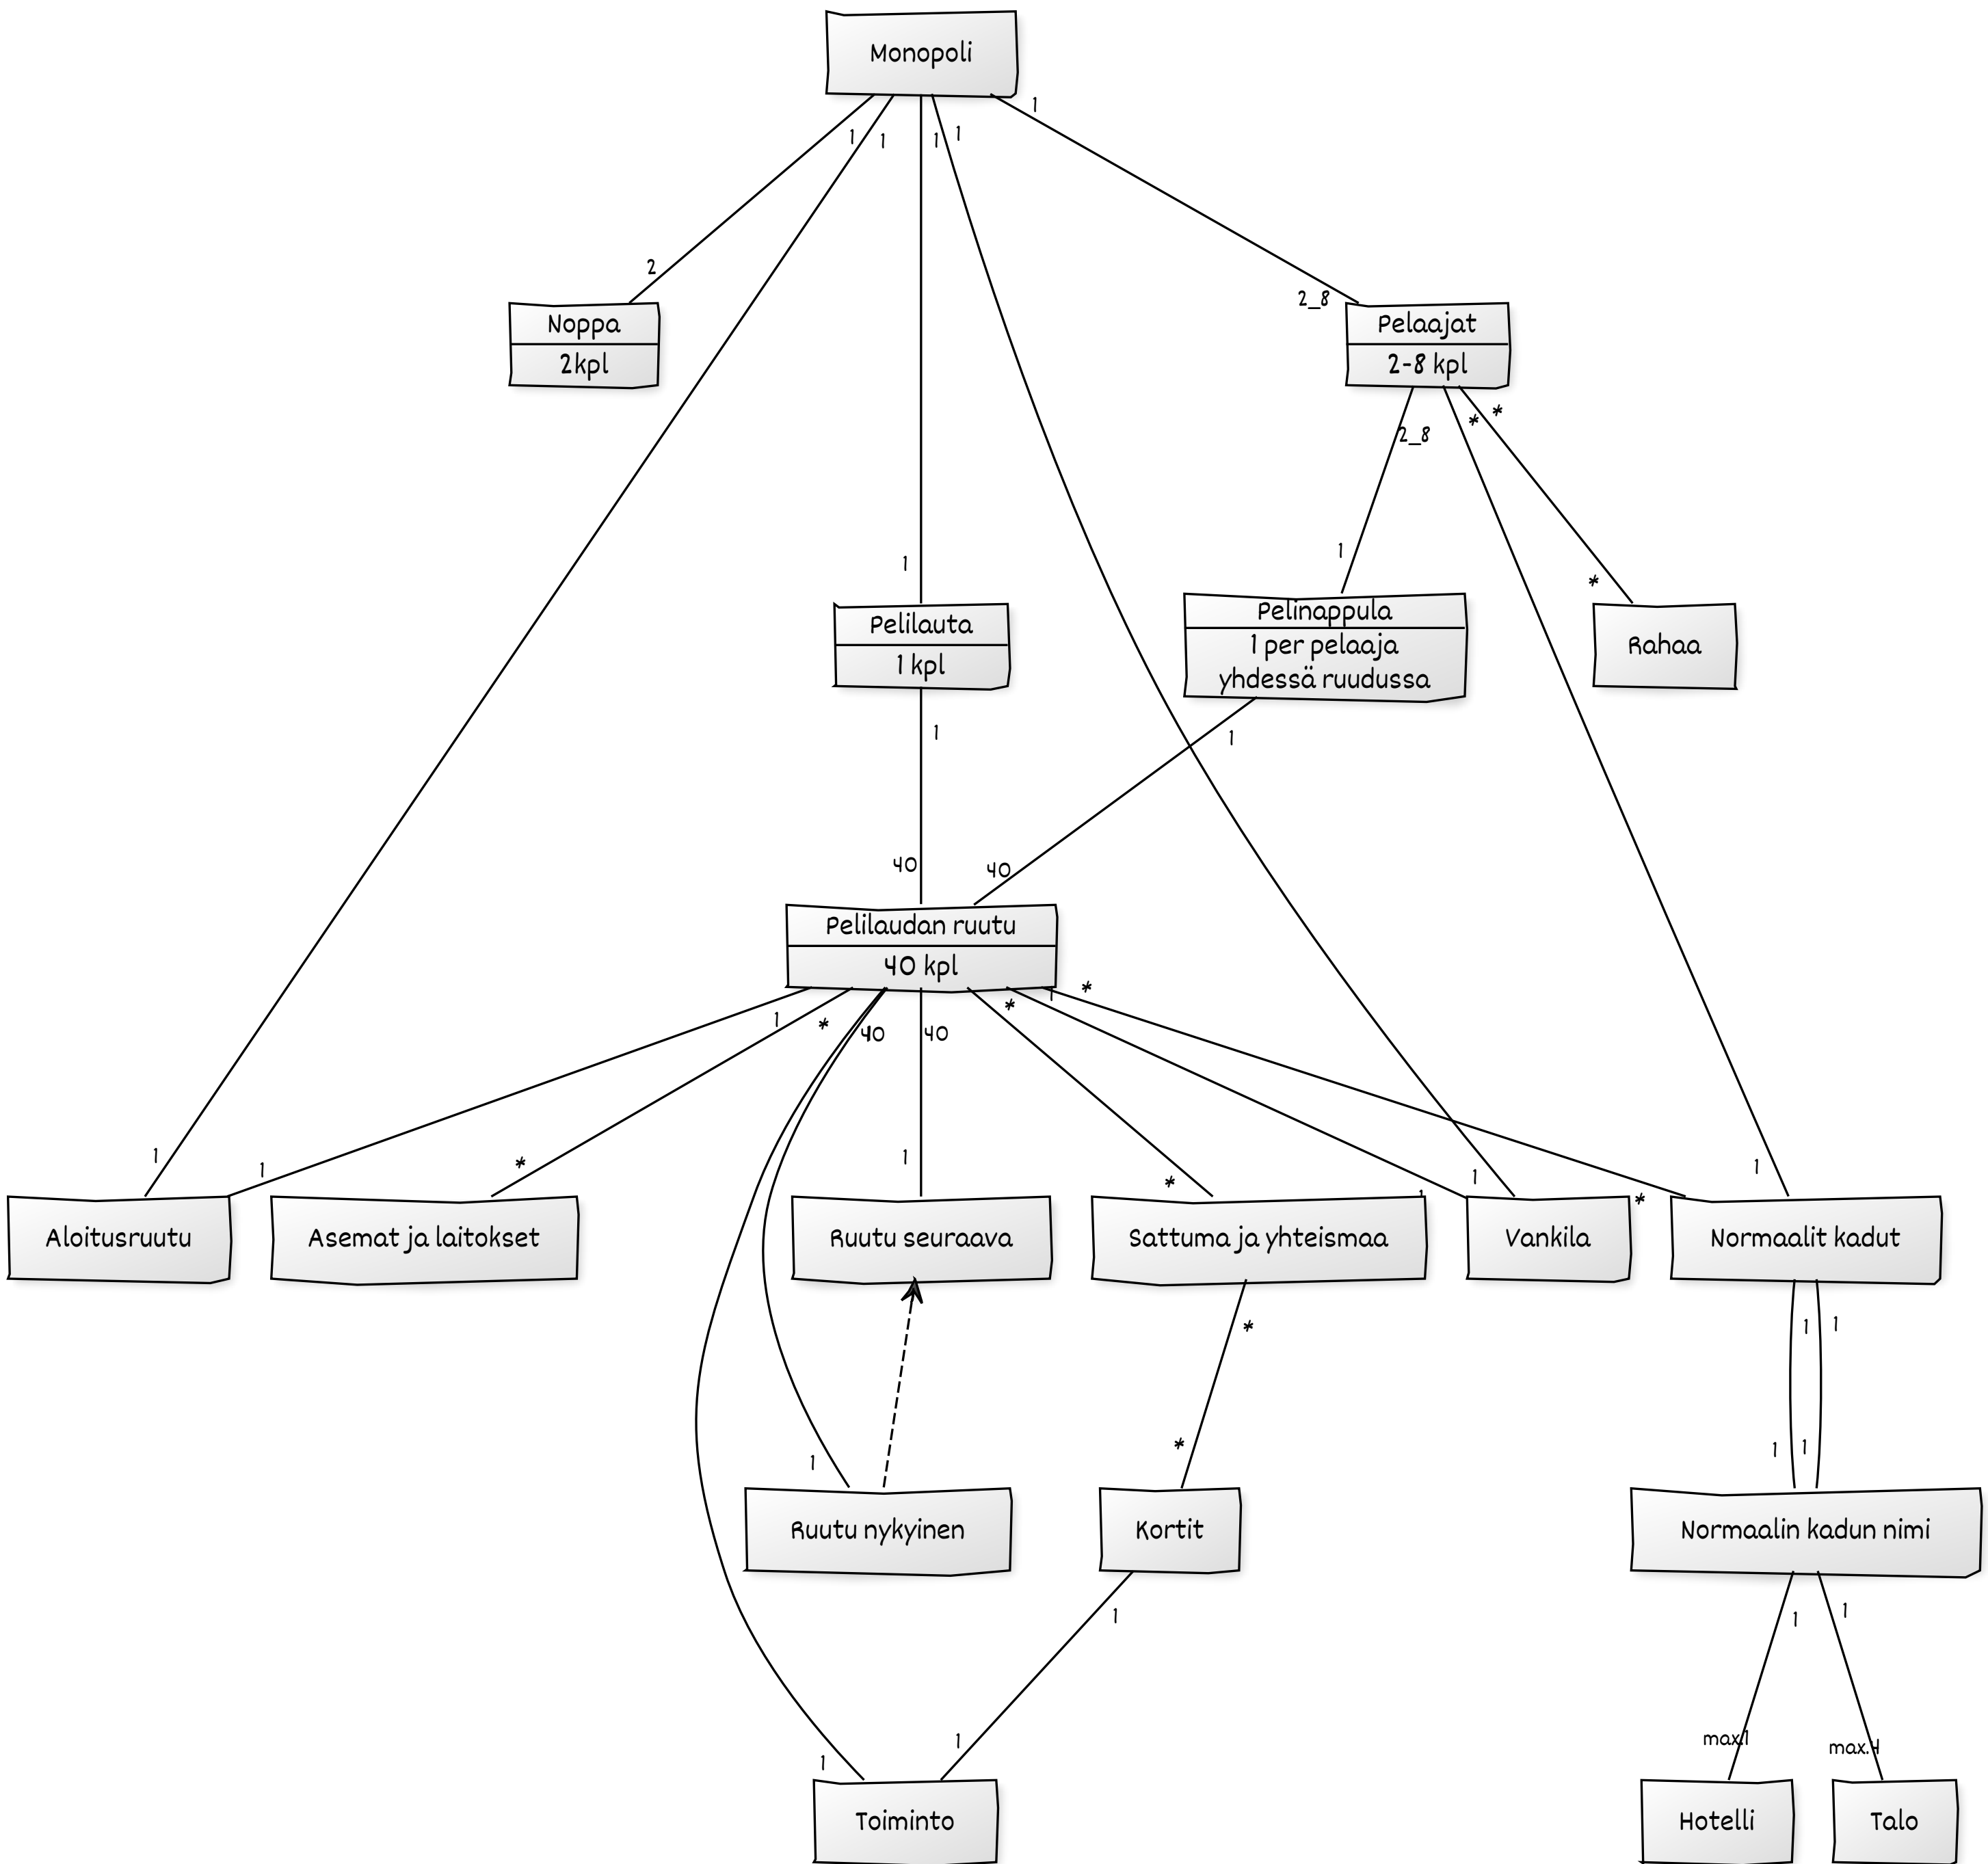 Monopoli
1
1
1
1
1
2
2_8
Noppa
2kpl
Pelaajat
2-8 kpl
2_8
*
*
1
1
*
Pelilauta
1 kpl
Pelinappula
1 per pelaaja
yhdessä ruudussa
Rahaa
1
1
40
40
Pelilaudan ruutu
40 kpl
1
*
40
40
*
1
*
1
1
*
1
*
1
1
*
1
Aloitusruutu
Asemat ja laitokset
Ruutu seuraava
Sattuma ja yhteismaa
Vankila
Normaalit kadut
*
1
1
1
*
1
1
Ruutu nykyinen
Kortit
Normaalin kadun nimi
1
1
1
1
1
max.1
max.4
Toiminto
Hotelli
Talo